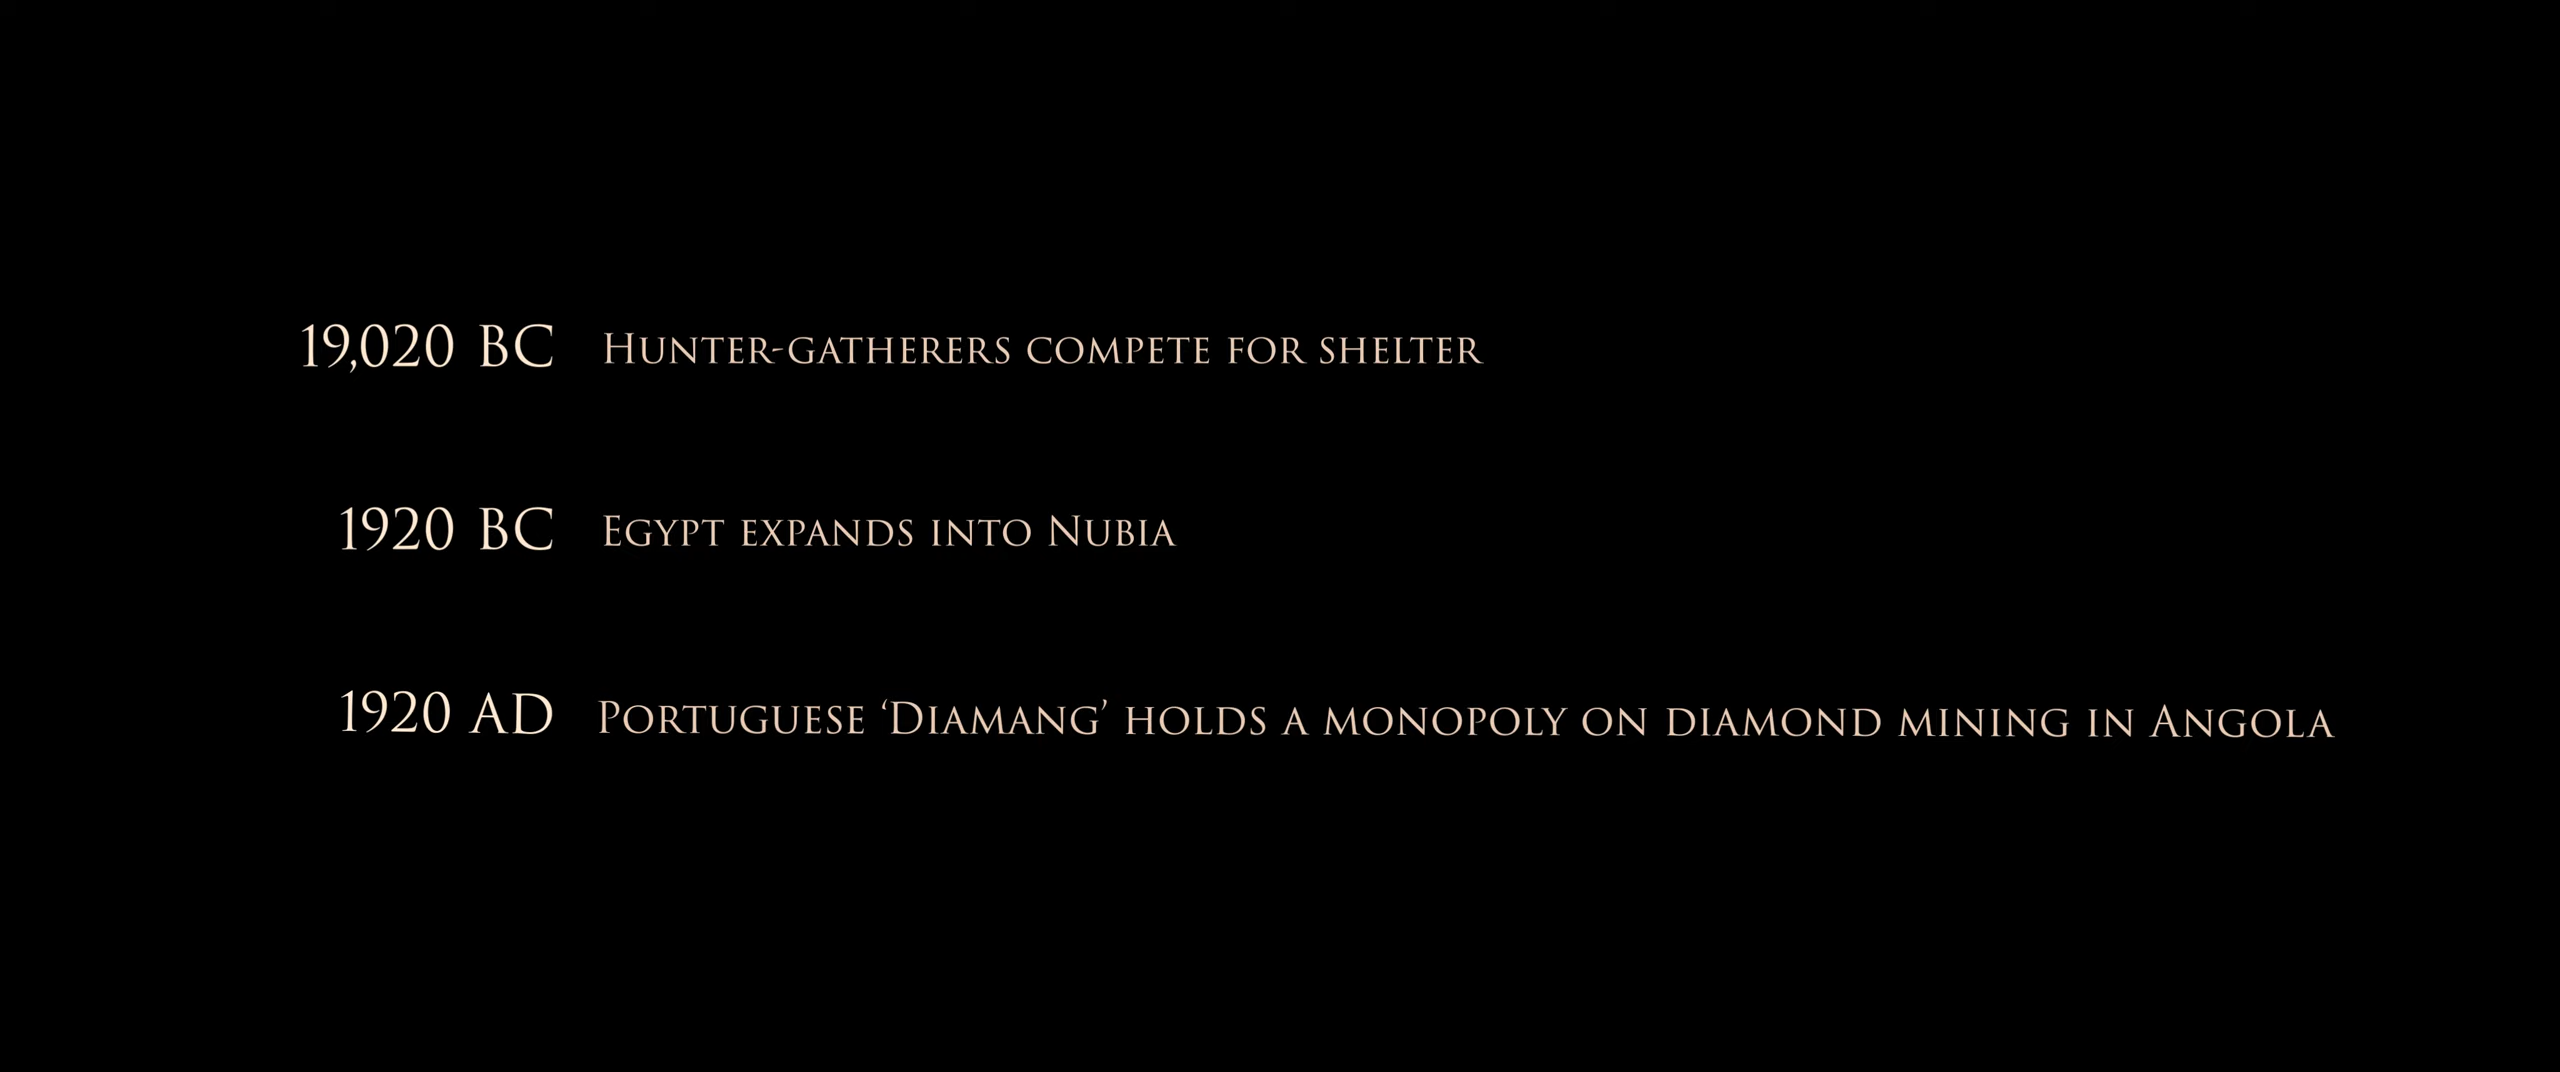 19,020 BC Hunter-gatherers compete for shelter
1920 BC Egypt expands into Nubia
1920 AD Portuguese ‘Diamang’ holds a monopoly on diamond mining in Angola